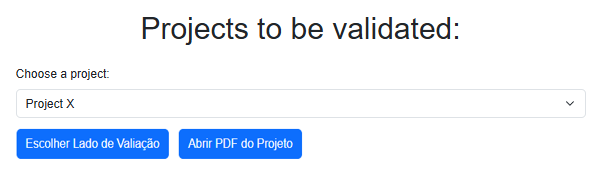 Projects to be validated:
Choose a project:
Project X
Escolher Lado de Valiação
Abrir PDF do Projeto